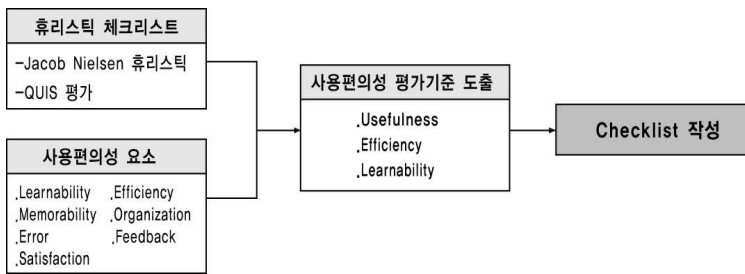 휴리스틱 체크리스트
-Jacob Nielsen 휴리스틱
-QUIS 평가
사용편의성 요소
.Learnability .Efficiency
.Memorability .Organization
.Error .Feedback
.Satisfaction
사용편의성 평가기준 도출
.Usefulness
.Efficiency
.Learnability
Checklist 작성